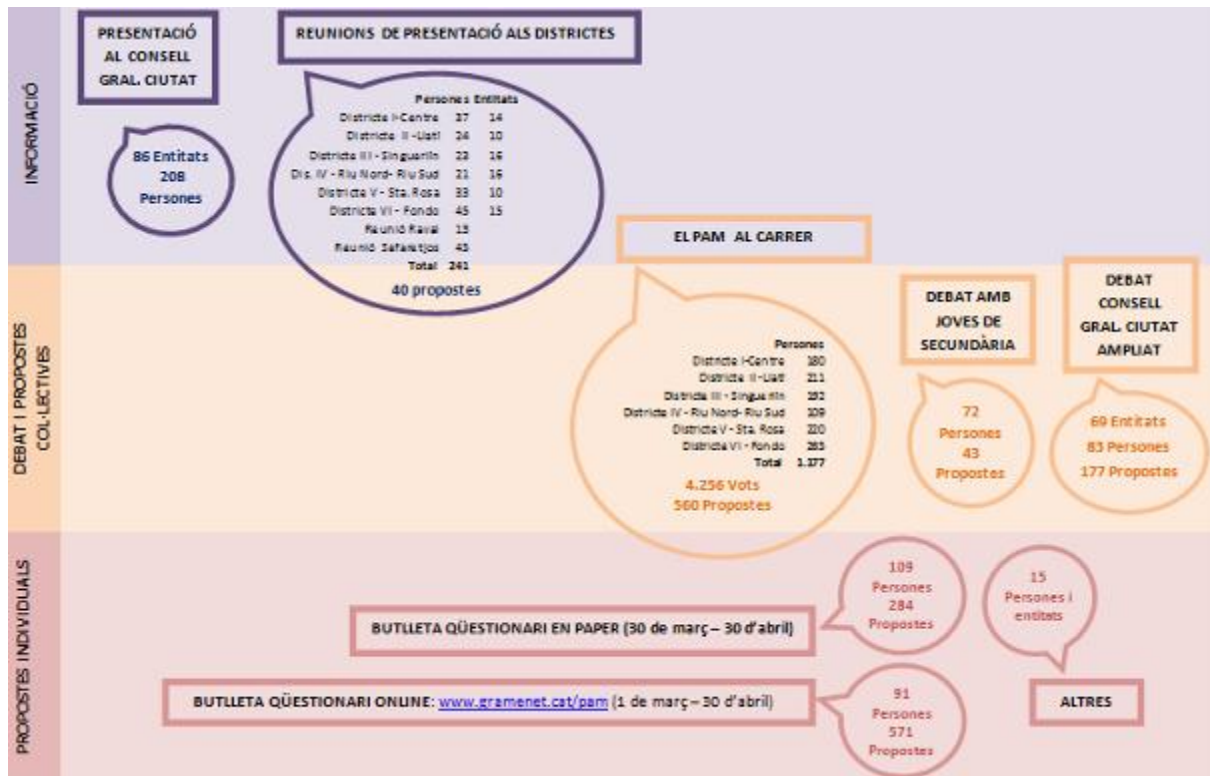 INFORMACIÓ
PRESENTACIÓ
AL CONSELL
GRAL. CIUTAT
86 Entitats
208
Persones
REUNIONS DE PRESENTACIÓ ALS DISTRICTES
Persones Entitats
Districte I-Centre 37 14
Districte II -Llatí 24 10
Districte III - Singuerlín 23 16
Dis. IV - Riu Nord- Riu Sud 21 16
Districte V - Sta. Rosa 33 10
Districte VI - Fondo 45 15
Reunió Raval 13
Reunió Safaretjos 45
Total 241
40 propostes
EL PAM AL CARRER
DEBAT I PROPOSTES
COL·LECTIVES
Persones
Districte I-Centre 180
Districte II-Llatí 211
Districte III - Singuerlín
Districte IV - Riu Nord- Riu Sud 109
Districte V - Sta. Rosa 220
Districte VI - Fondo
Total 1.177
4.256 Vots
560 Propostes
DEBAT AMB
JOVES DE
SECUNDÀRIA
72
Persones
43
Propostes
DEBAT
CONSELL
GRAL. CIUTAT
AMPLIAT
69 Entitats
83 Persones
177 Propostes
PROPOSTES INDIVIDUALS
BUTLLETA QÜESTIONARI EN PAPER (30 de març – 30 d'abril)
109
Persones
284
Propostes
15
Persones i
entitats
BUTLLETA QÜESTIONARI ONLINE: www.gramenet.cat/pam (1 de març – 30 d'abril)
91
Persones
571
Propostes
ALTRES